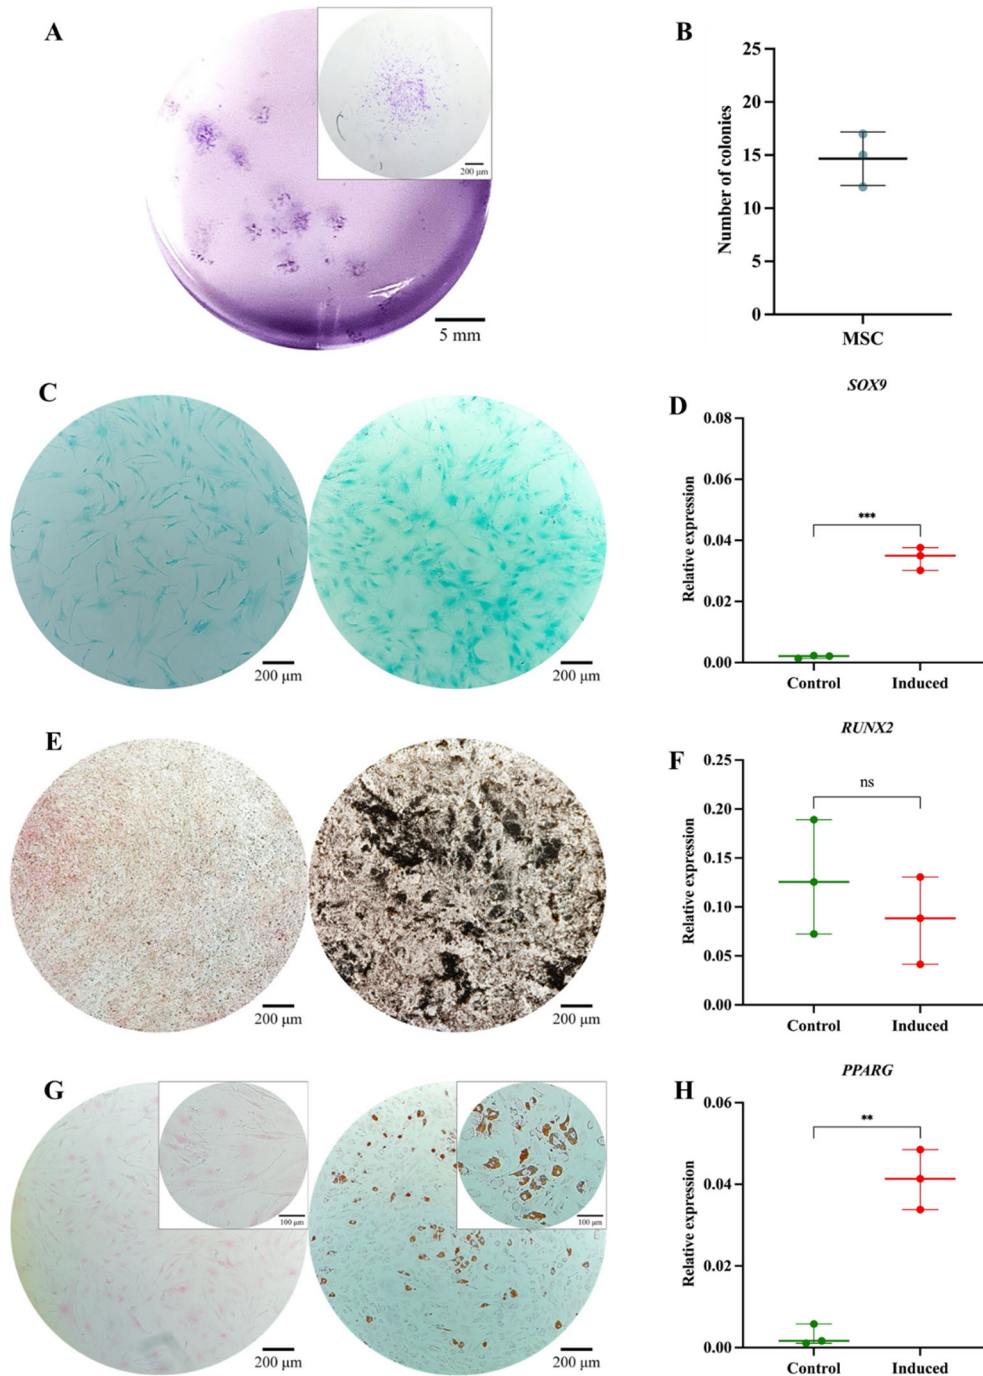 A
200 μm
5 mm
B
Number of colonies
25
20
15
10
5
0
MSC
C
200 μm
200 μm
D
SOX9
Relative expression
0.08
0.06
0.04
0.02
0.00
***
Control
Induced
E
200 μm
200 μm
F
RUNX2
Relative expression
0.25
0.20
0.15
0.10
0.05
0.00
ns
Control
Induced
G
100 μm
200 μm
100 μm
200 μm
H
PPARG
Relative expression
0.06
0.04
0.02
0.00
**
Control
Induced